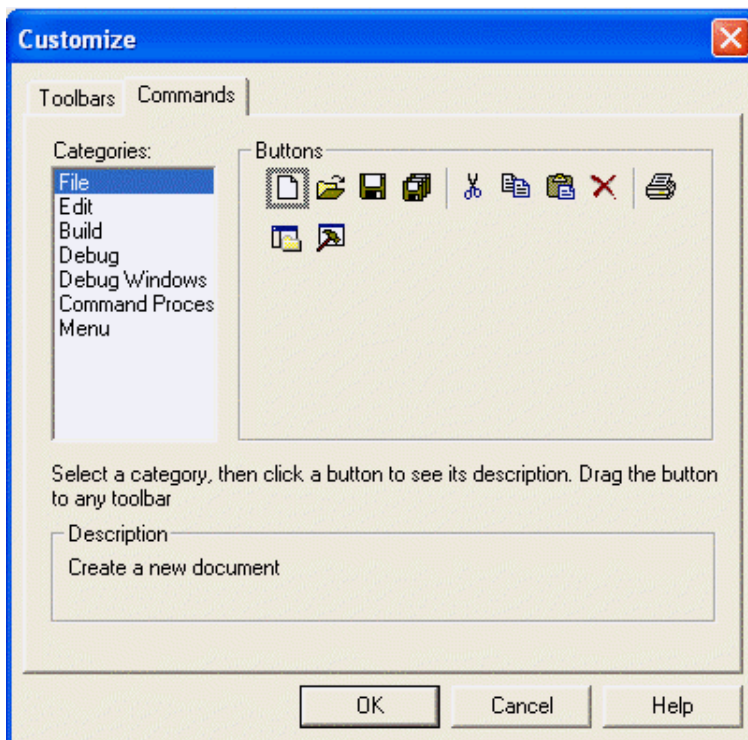 Customize
Toolbars Commands
Categories:
File
Edit
Build
Debug
Debug Windows
Command Proces
Menu
Buttons
Select a category, then click a button to see its description. Drag the button
to any toolbar
Description
Create a new document
OK Cancel Help